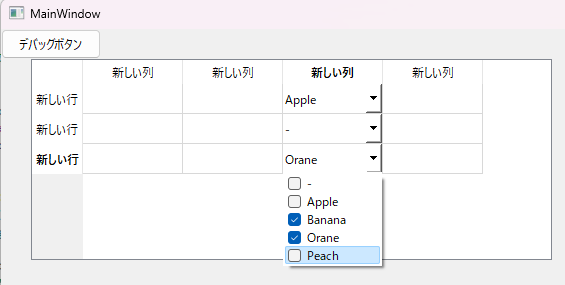 MainWindow
デバッグボタン
新しい列 新しい列 新しい列 新しい列
新しい行 Apple
新しい行 -
新しい行 Orane
-
Apple
Banana
Orane
Peach